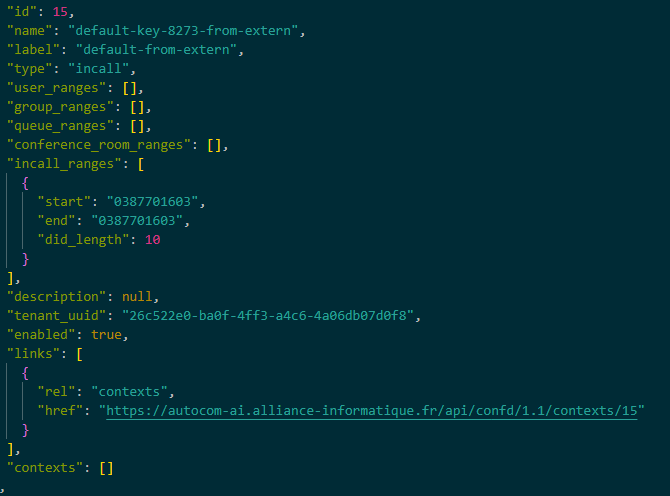 "id": 15,
"name": "default-key-8273-from-extern",
"label": "default-from-extern",
"type": "incall",
"user_ranges": [],
"group_ranges": [],
"queue_ranges": [],
"conference_room_ranges": [],
"incall_ranges": [
{
"start": "0387701603",
"end": "0387701603",
"did_length": 10
}
],
"description": null,
"tenant_uuid": "26c522e0-ba0f-4ff3-a4c6-4a06db07d0f8",
"enabled": true,
"links": [
{
"rel": "contexts",
"href": "https://autocom-ai.alliance-informatique.fr/api/confd/1.1/contexts/15"
}
],
"contexts": []
,